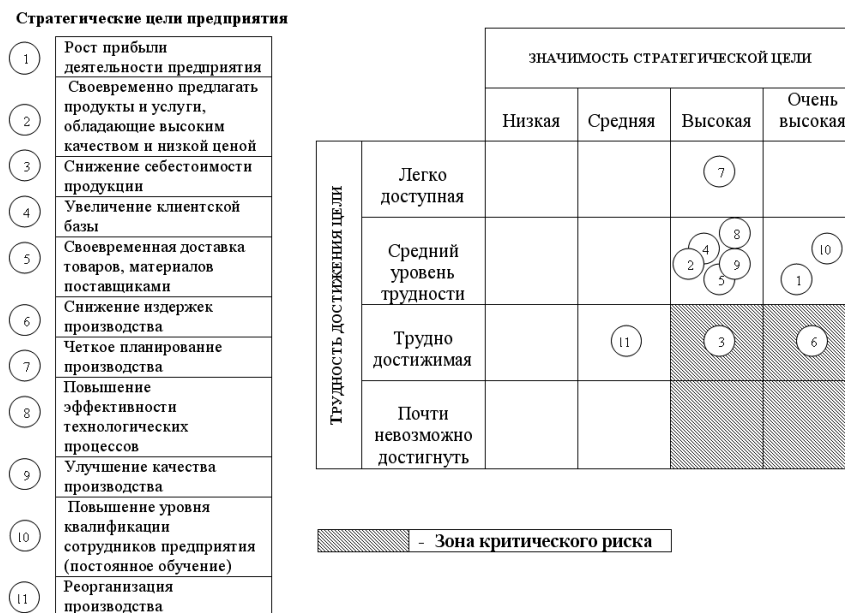 Стратегические цели предприятия
1
Рост прибыли
деятельности предприятия
2
Своевременно предлагать
продукты и услуги,
обладающие высоким
качеством и низкой ценой
3
Снижение себестоимости
продукции
4
Увеличение клиентской
базы
5
Своевременная доставка
товаров, материалов
поставщиками
6
Снижение издержек
производства
7
Четкое планирование
производства
8
Повышение
эффективности
технологических
процессов
9
Улучшение качества
производства
10
Повышение уровня
квалификации
сотрудников предприятия
(постоянное обучение)
11
Реорганизация
производства
ЗНАЧИМОСТЬ СТРАТЕГИЧЕСКОЙ ЦЕЛИ
Низкая
Средняя
Высокая
Очень
высокая
ТРУДНОСТЬ ДОСТИЖЕНИЯ ЦЕЛИ
Легко
доступная
7
Средний
уровень
трудности
8
4
2
9
5
10
1
Трудно
достижимая
11
3
6
Почти
невозможно
достигнуть
- Зона критического риска